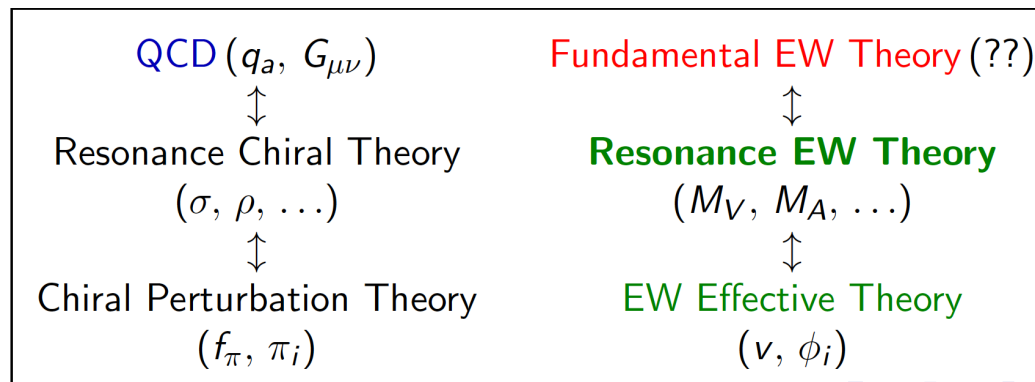 QCD (qₐ, G_μν)
Fundamental EW Theory (??)
↕
↕
Resonance Chiral Theory
Resonance EW Theory
(σ, ρ, …)
(M_V, M_A, …)
↕
↕
Chiral Perturbation Theory
EW Effective Theory
(f_π, π_i)
(v, ϕ_i)